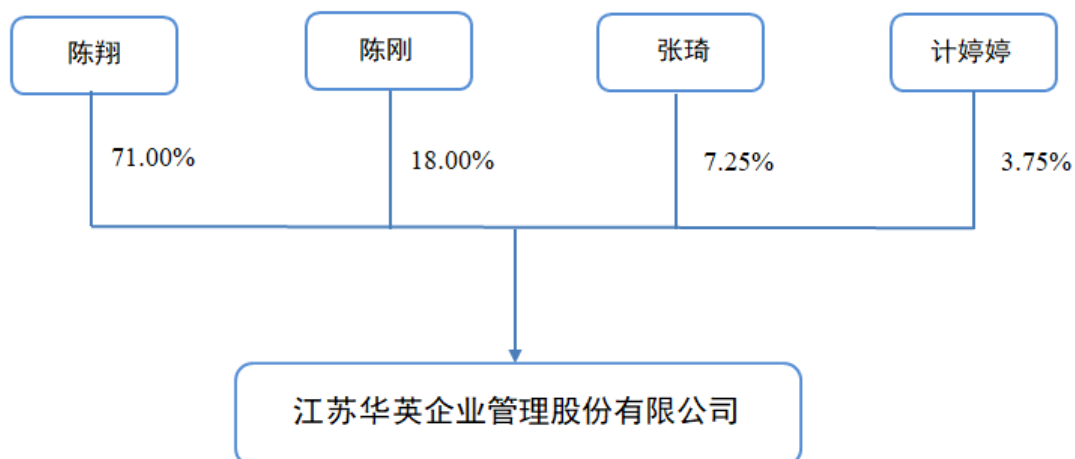 陈翔
陈刚
张琦
计婷婷
71.00%
18.00%
7.25%
3.75%
江苏华英企业管理股份有限公司